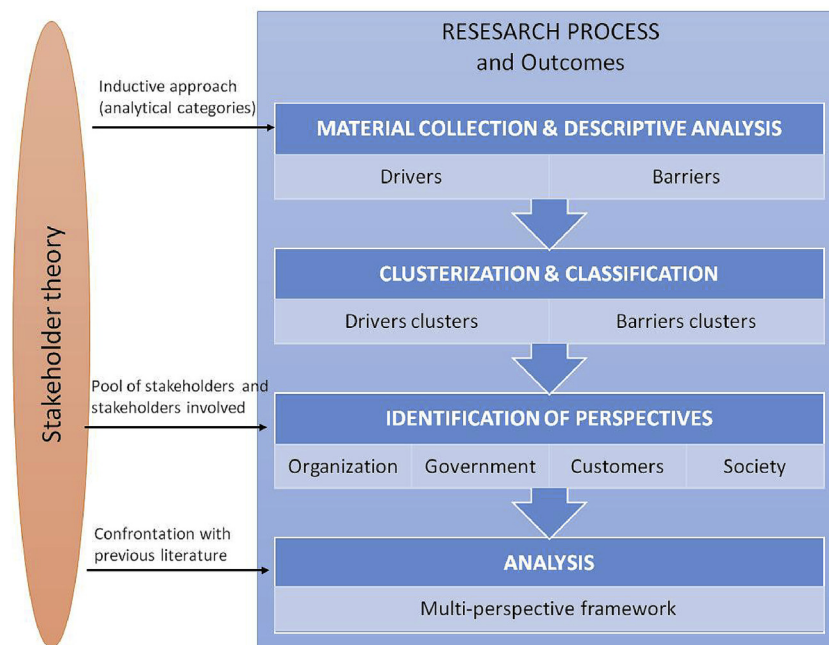 RESESARCH PROCESS
and Outcomes
Inductive approach
(analytical categories)
MATERIAL COLLECTION & DESCRIPTIVE ANALYSIS
Drivers
Barriers
CLUSTERIZATION & CLASSIFICATION
Drivers clusters
Barriers clusters
Stakeholder theory
Pool of stakeholders and
stakeholders involved
IDENTIFICATION OF PERSPECTIVES
Organization
Government
Customers
Society
Confrontation with
previous literature
ANALYSIS
Multi-perspective framework